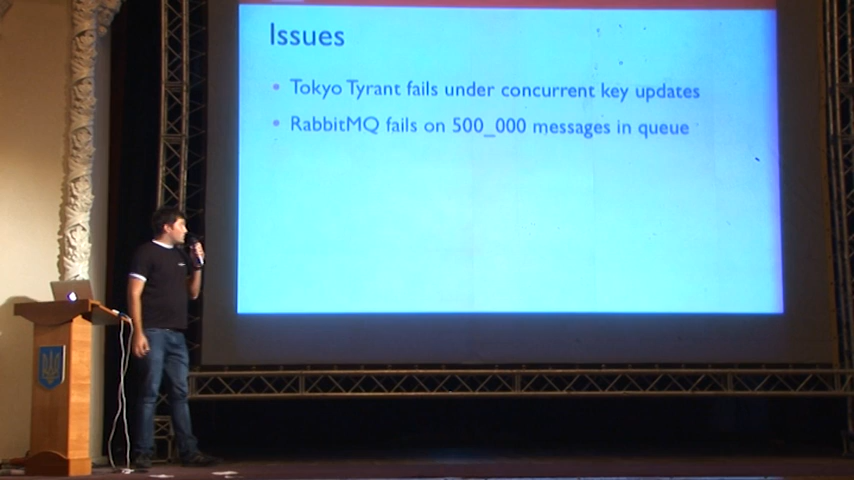 Issues
Tokyo Tyrant fails under concurrent key updates
RabbitMQ fails on 500_000 messages in queue